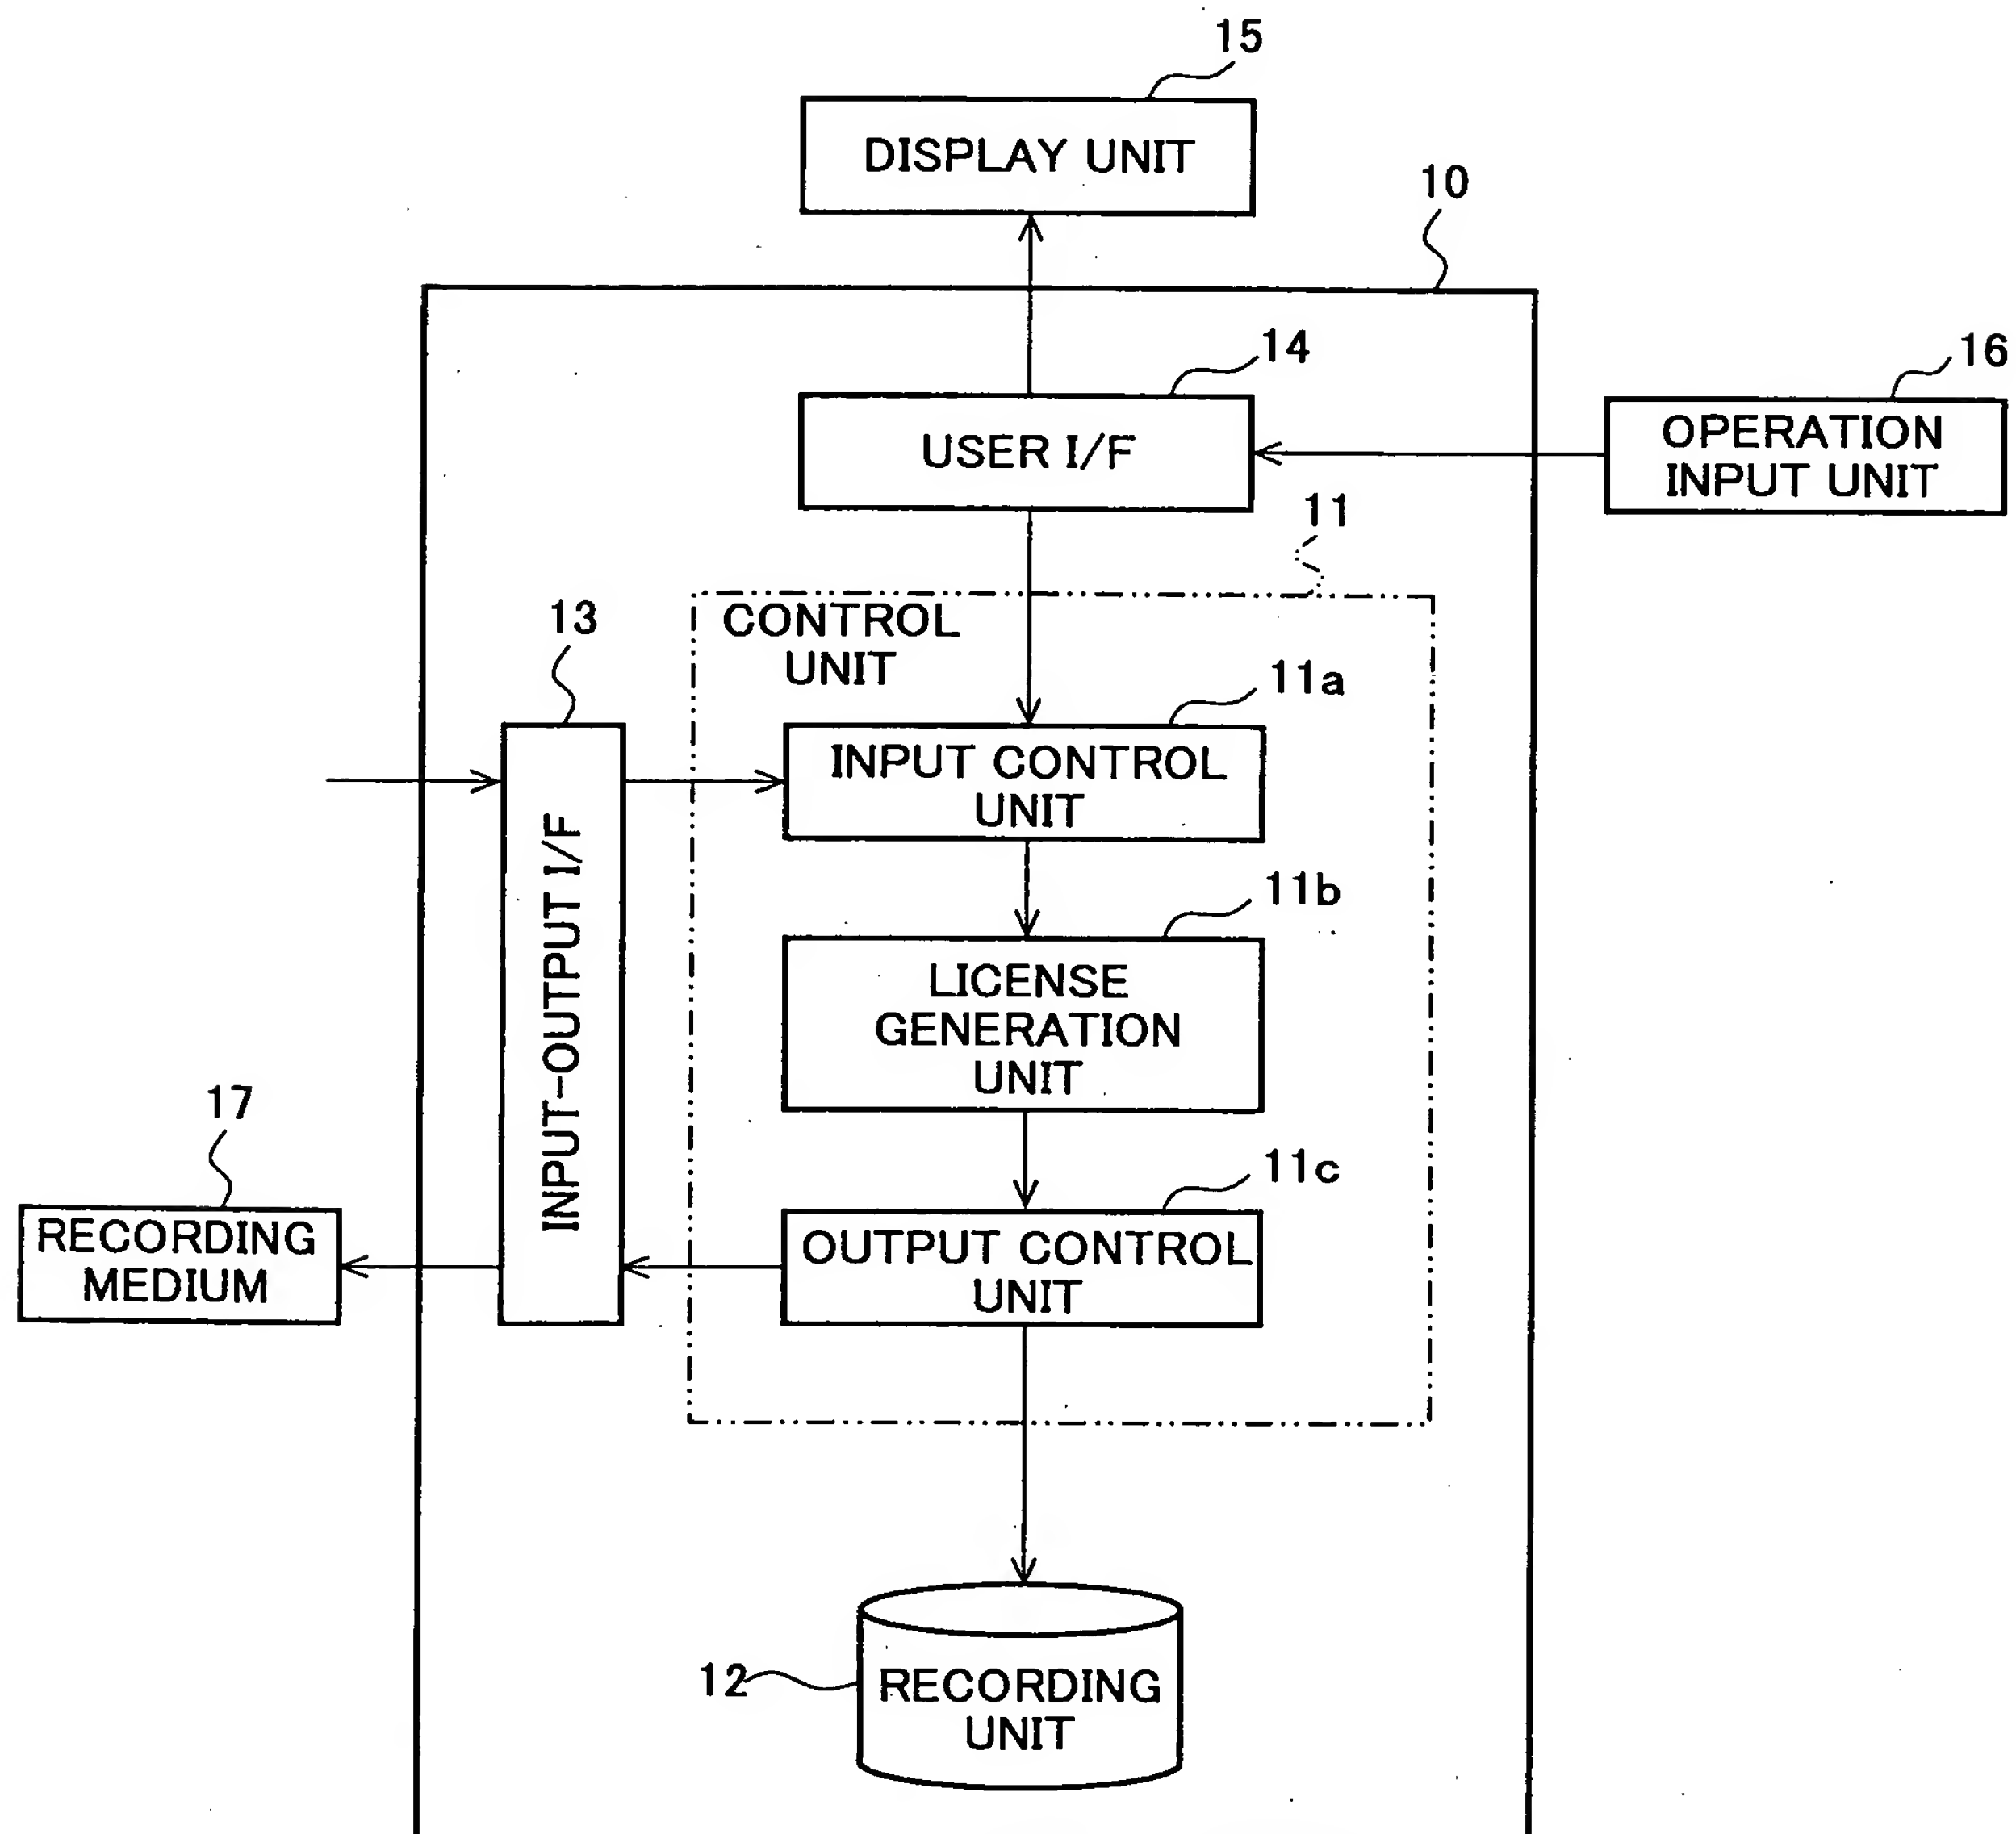 15
DISPLAY UNIT
10
14
USER I/F
16
OPERATION
INPUT UNIT
11
CONTROL
UNIT
13
INPUT-OUTPUT I/F
11a
INPUT CONTROL
UNIT
11b
LICENSE
GENERATION
UNIT
17
RECORDING
MEDIUM
11c
OUTPUT CONTROL
UNIT
12
RECORDING
UNIT